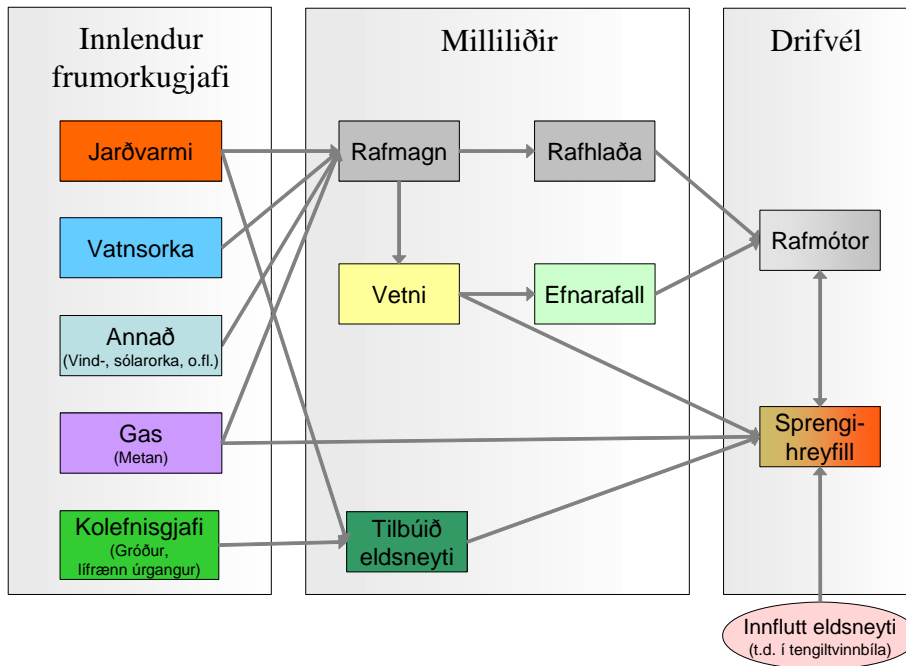 Innlendur
frumorkugjafi
Jarðvarmi
Vatnsorka
Annað
(Vind-, sólarorka, o.fl.)
Gas
(Metan)
Kolefnisgjafi
(Gróður,
lífrænn úrgangur)
Milliliðir
Rafmagn
Rafhlaða
Vetni
Efnarafall
Tilbúið
eldsneyti
Drifvél
Rafmótor
Sprengi-
hreyfill
Innflutt eldsneyti
(t.d. í tengiltvinnbíla)